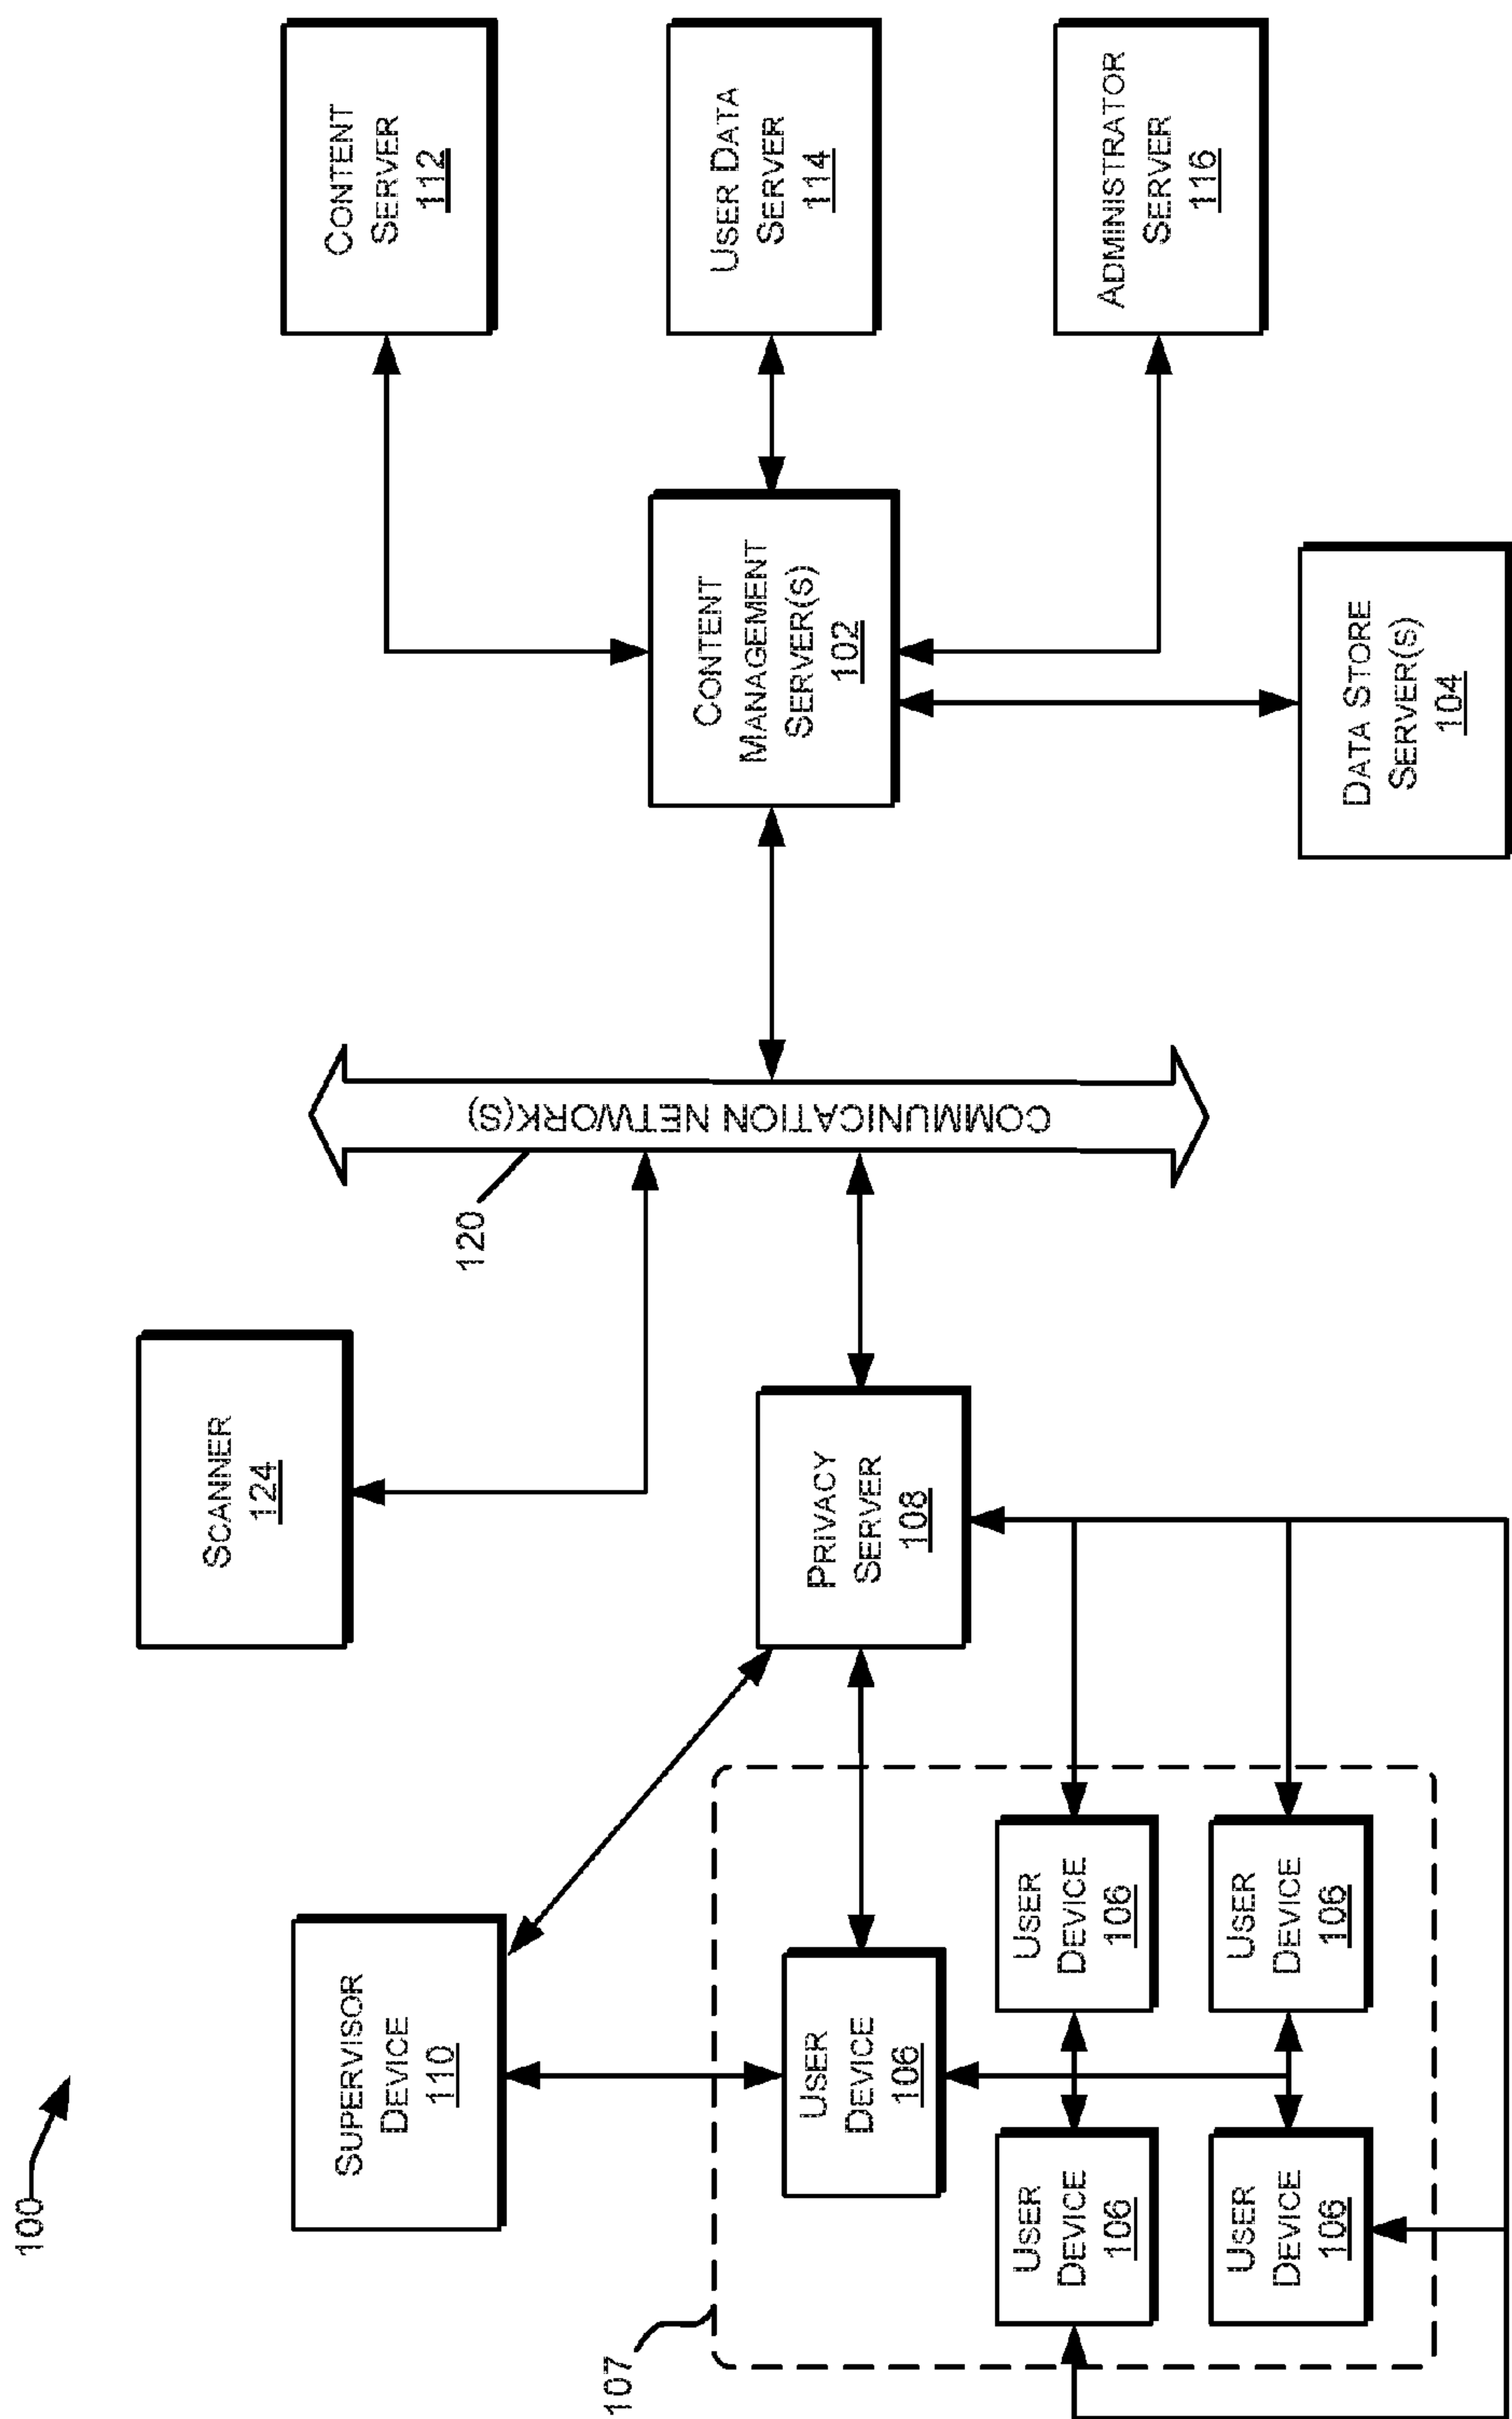 100
SUPERVISOR
DEVICE
110
SCANNER
124
CONTENT
SERVER
112
120
COMMUNICATION NETWORK(S)
CONTENT
MANAGEMENT
SERVER(S)
102
USER DATA
SERVER
114
107
USER
DEVICE
106
PRIVACY
SERVER
108
ADMINISTRATOR
SERVER
116
USER
DEVICE
106
USER
DEVICE
106
USER
DEVICE
106
USER
DEVICE
106
DATA STORE
SERVER(S)
104